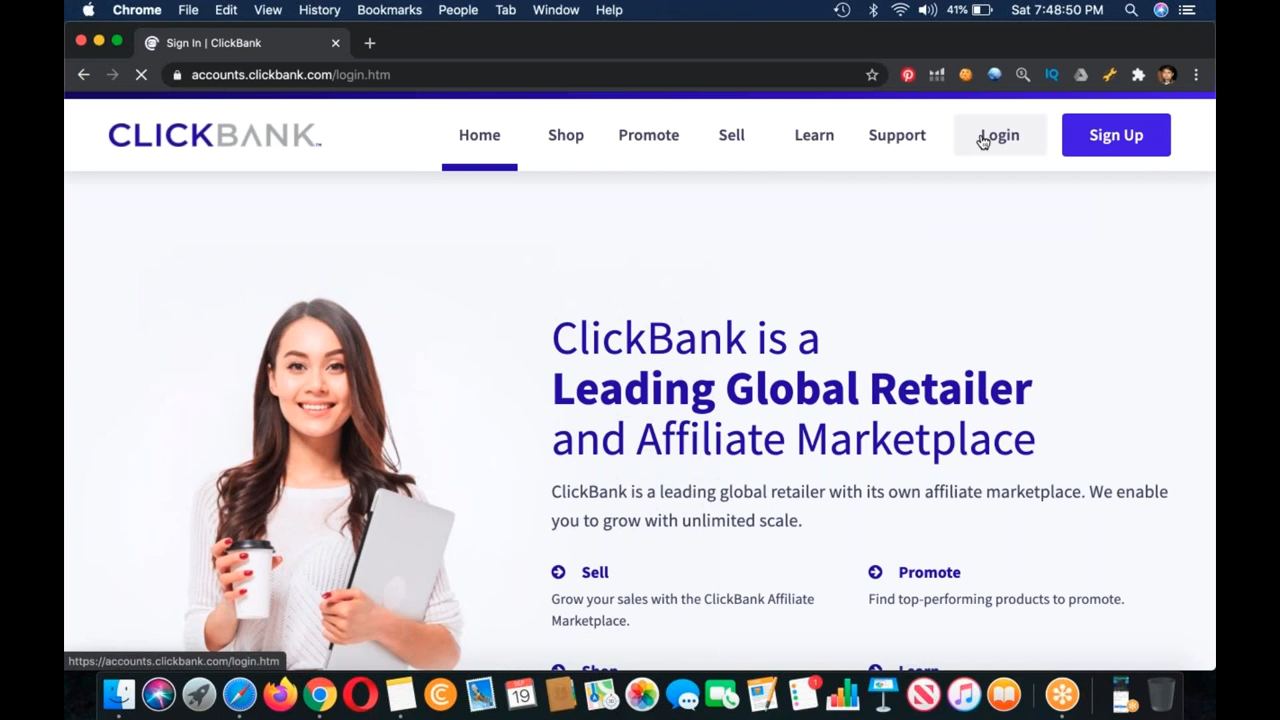 Chrome File Edit View History Bookmarks People Tab Window Help 41% Sat 7:48:50 PM
Sign In | ClickBank
accounts.clickbank.com/login.htm
CLICKBANK™ Home Shop Promote Sell Learn Support Login Sign Up
ClickBank is a
Leading Global Retailer
and Affiliate Marketplace
ClickBank is a leading global retailer with its own affiliate marketplace. We enable
you to grow with unlimited scale.
Sell Promote
Grow your sales with the ClickBank Affiliate Find top-performing products to promote.
Marketplace.
Shop Learn
https://accounts.clickbank.com/login.htm
19 1